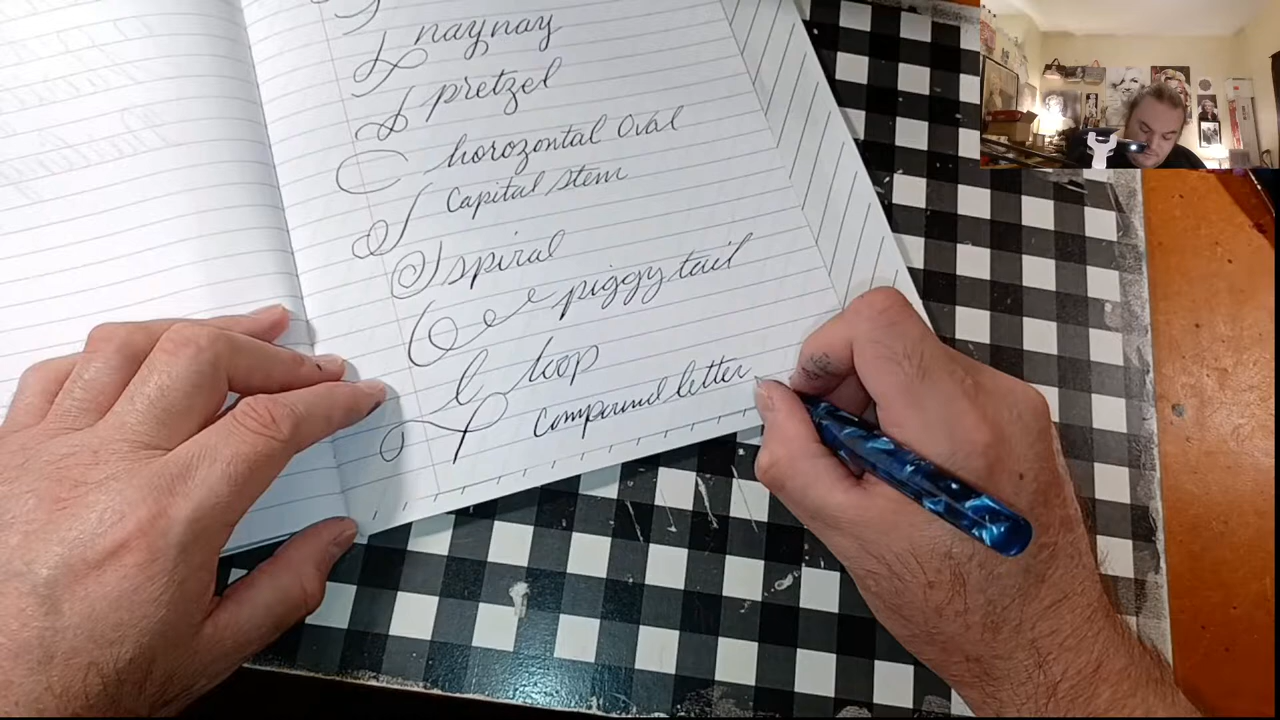 naynay
pretzel
horozontal Oval
Capital stem
spiral
piggy tail
loop
Compound letter